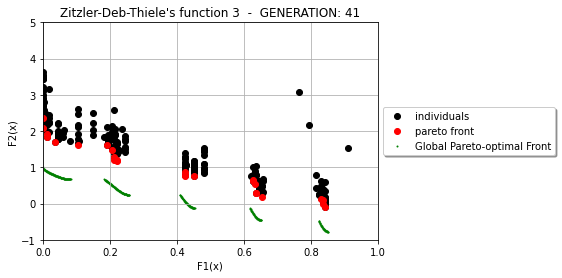 Zitzler-Deb-Thiele's function 3 - GENERATION: 41
5
4
3
2
1
0
−1
F2(x)
0.0 0.2 0.4 0.6 0.8 1.0
F1(x)
individuals
pareto front
Global Pareto-optimal Front